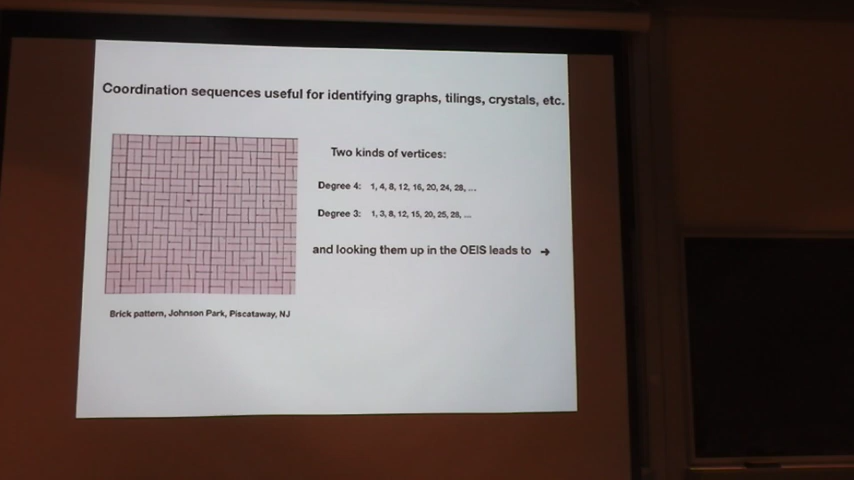 Coordination sequences useful for identifying graphs, tilings, crystals, etc.
Two kinds of vertices:
Degree 4: 1, 4, 8, 12, 16, 20, 24, 28, ...
Degree 3: 1, 3, 8, 12, 15, 20, 25, 28, ...
and looking them up in the OEIS leads to →
Brick pattern, Johnson Park, Piscataway, NJ